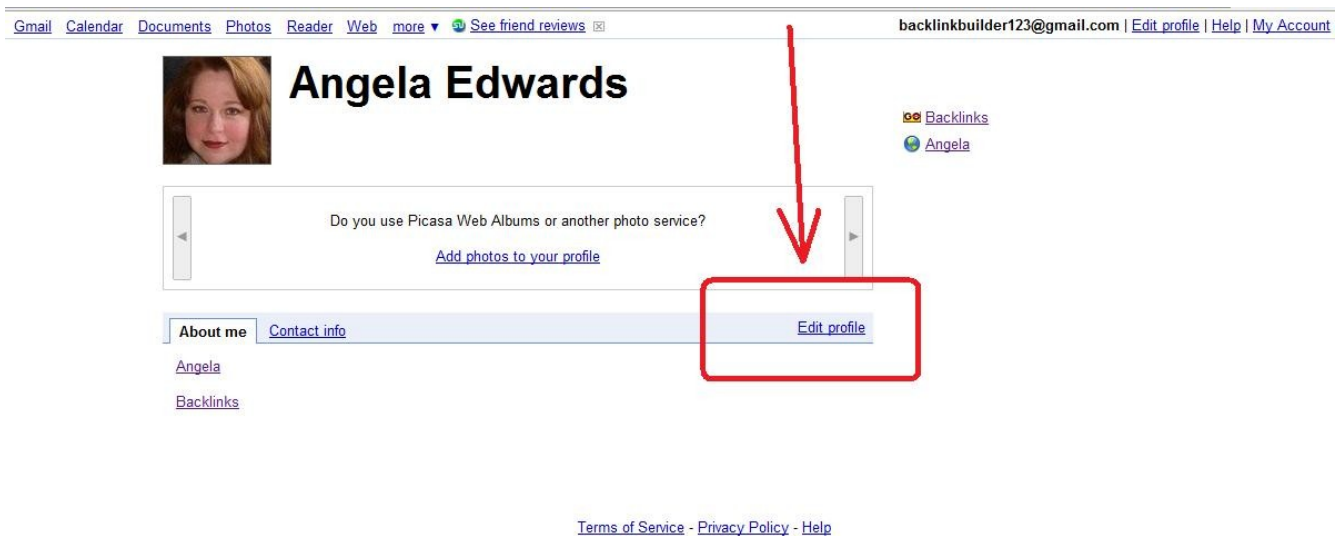 Gmail Calendar Documents Photos Reader Web more ▼ See friend reviews backlinkbuilder123@gmail.com | Edit profile | Help | My Account
Angela Edwards
GO Backlinks
Angela
Do you use Picasa Web Albums or another photo service?
Add photos to your profile
About me Contact info Edit profile
Angela
Backlinks
Terms of Service - Privacy Policy - Help